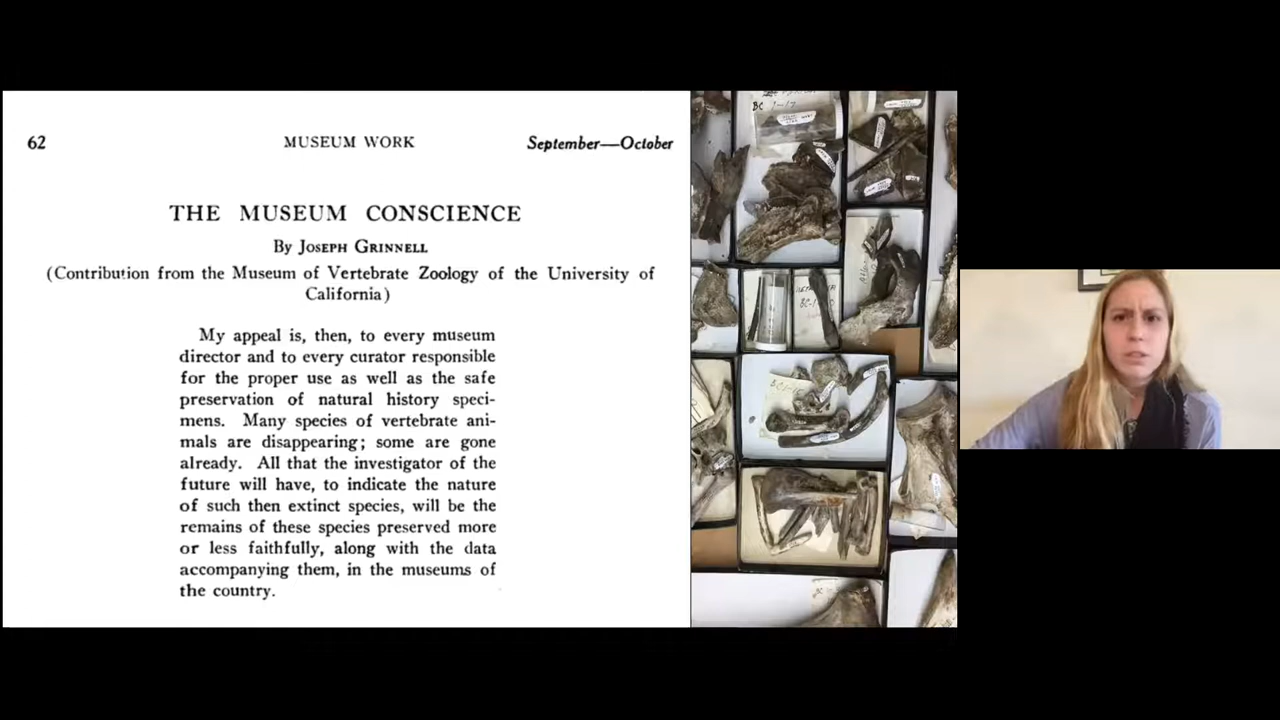 62 MUSEUM WORK September—October
THE MUSEUM CONSCIENCE
By JOSEPH GRINNELL
(Contribution from the Museum of Vertebrate Zoology of the University of
California)
My appeal is, then, to every museum
director and to every curator responsible
for the proper use as well as the safe
preservation of natural history speci-
mens. Many species of vertebrate ani-
mals are disappearing; some are gone
already. All that the investigator of the
future will have, to indicate the nature
of such then extinct species, will be the
remains of these species preserved more
or less faithfully, along with the data
accompanying them, in the museums of
the country.
BC